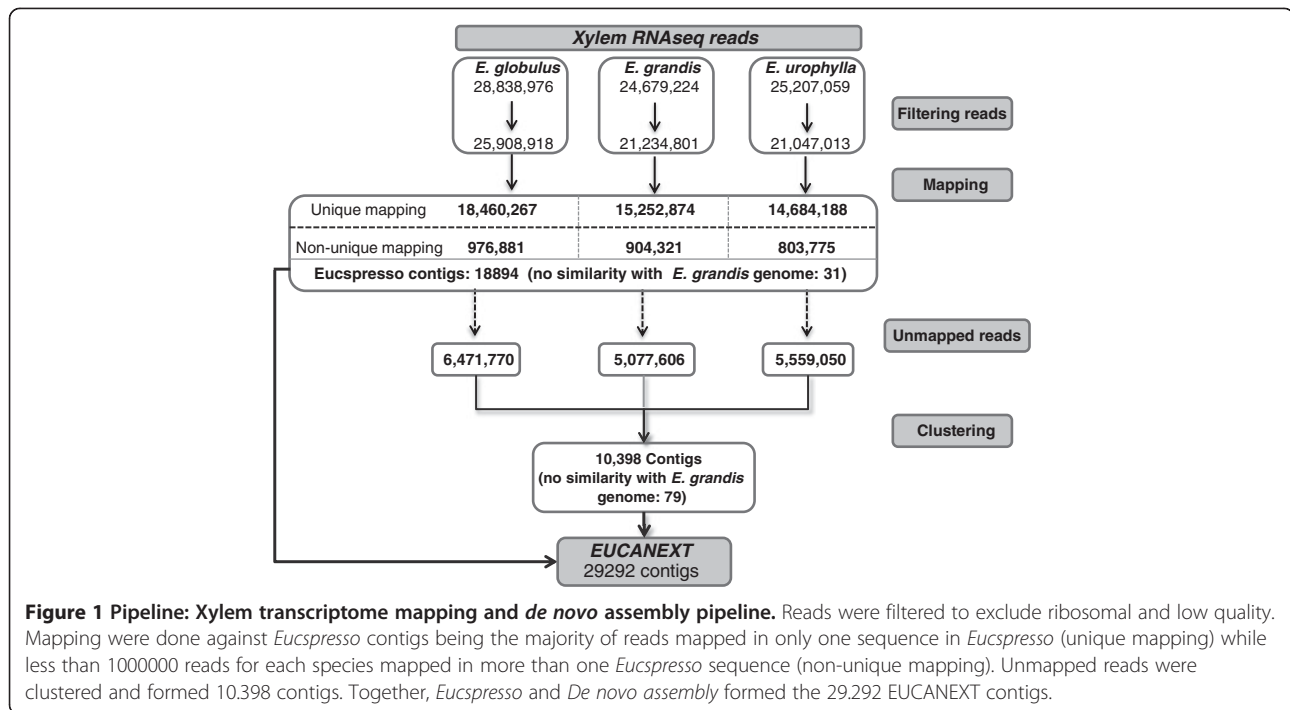 Xylem RNAseq reads
E. globulus
28,838,976
25,908,918
E. grandis
24,679,224
21,234,801
E. urophylla
25,207,059
21,047,013
Filtering reads
Mapping
Unique mapping 18,460,267 15,252,874 14,684,188
Non-unique mapping 976,881 904,321 803,775
Eucspresso contigs: 18894 (no similarity with E. grandis genome: 31)
Unmapped reads
6,471,770 5,077,606 5,559,050
Clustering
10,398 Contigs
(no similarity with E. grandis
genome: 79)
EUCANEXT
29292 contigs
Figure 1 Pipeline: Xylem transcriptome mapping and de novo assembly pipeline. Reads were filtered to exclude ribosomal and low quality.
Mapping were done against Eucspresso contigs being the majority of reads mapped in only one sequence in Eucspresso (unique mapping) while
less than 1000000 reads for each species mapped in more than one Eucspresso sequence (non-unique mapping). Unmapped reads were
clustered and formed 10.398 contigs. Together, Eucspresso and De novo assembly formed the 29.292 EUCANEXT contigs.